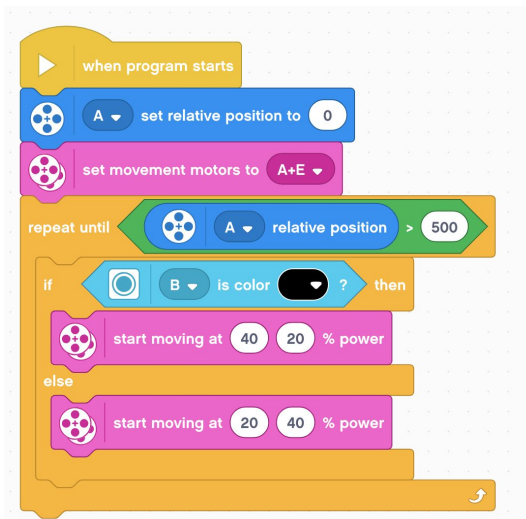 when program starts
A set relative position to 0
set movement motors to A+E
repeat until A relative position > 500
if B is color ? then
start moving at 40 20 % power
else
start moving at 20 40 % power